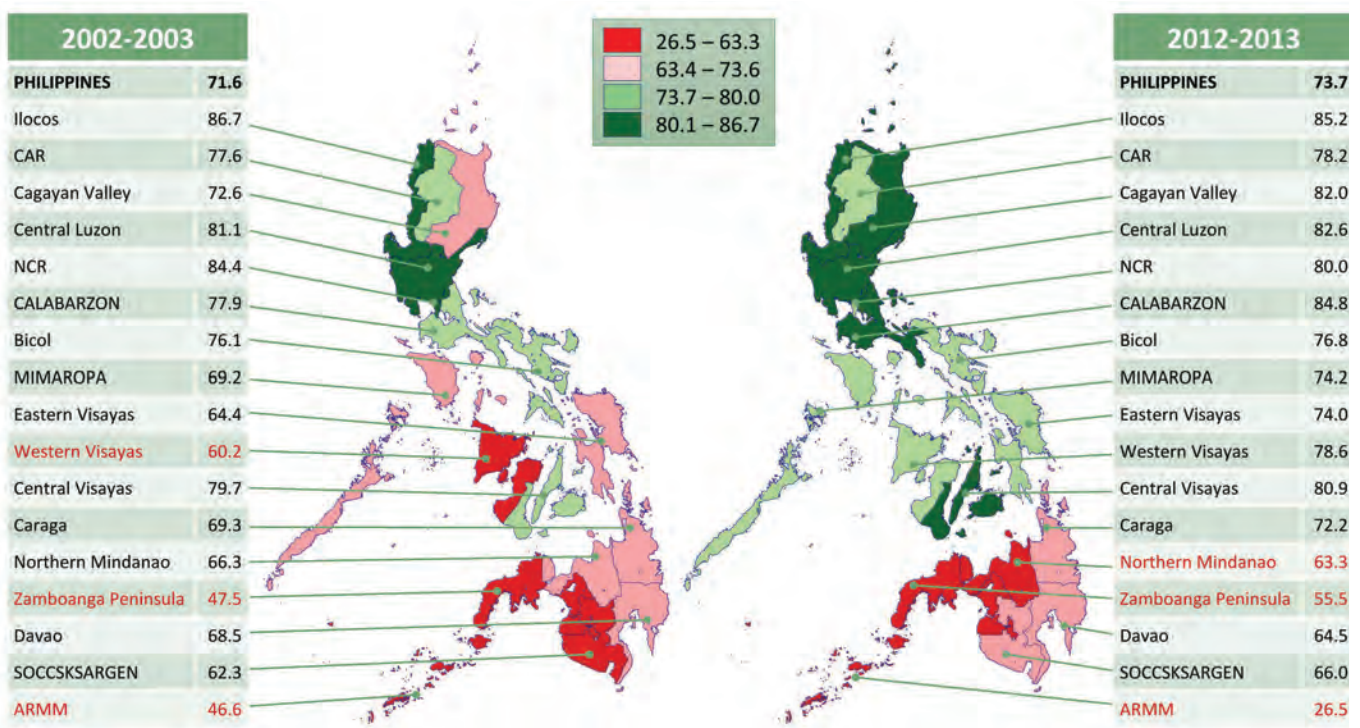 2002-2003
PHILIPPINES 71.6
Ilocos 86.7
CAR 77.6
Cagayan Valley 72.6
Central Luzon 81.1
NCR 84.4
CALABARZON 77.9
Bicol 76.1
MIMAROPA 69.2
Eastern Visayas 64.4
Western Visayas 60.2
Central Visayas 79.7
Caraga 69.3
Northern Mindanao 66.3
Zamboanga Peninsula 47.5
Davao 68.5
SOCCSKSARGEN 62.3
ARMM 46.6
26.5 – 63.3
63.4 – 73.6
73.7 – 80.0
80.1 – 86.7
2012-2013
PHILIPPINES 73.7
Ilocos 85.2
CAR 78.2
Cagayan Valley 82.0
Central Luzon 82.6
NCR 80.0
CALABARZON 84.8
Bicol 76.8
MIMAROPA 74.2
Eastern Visayas 74.0
Western Visayas 78.6
Central Visayas 80.9
Caraga 72.2
Northern Mindanao 63.3
Zamboanga Peninsula 55.5
Davao 64.5
SOCCSKSARGEN 66.0
ARMM 26.5